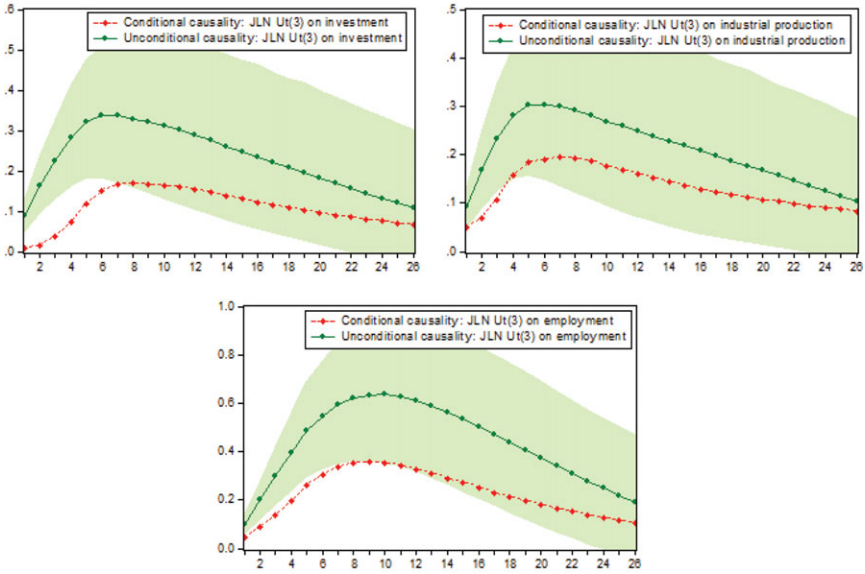 .6
.5
.4
.3
.2
.1
.0
Conditional causality: JLN Ut(3) on investment
Unconditional causality: JLN Ut(3) on investment
2 4 6 8 10 12 14 16 18 20 22 24 26
.5
.4
.3
.2
.1
.0
Conditional causality: JLN Ut(3) on industrial production
Unconditional causality: JLN Ut(3) on industrial production
2 4 6 8 10 12 14 16 18 20 22 24 26
1.0
0.8
0.6
0.4
0.2
0.0
Conditional causality: JLN Ut(3) on employment
Unconditional causality: JLN Ut(3) on employment
2 4 6 8 10 12 14 16 18 20 22 24 26